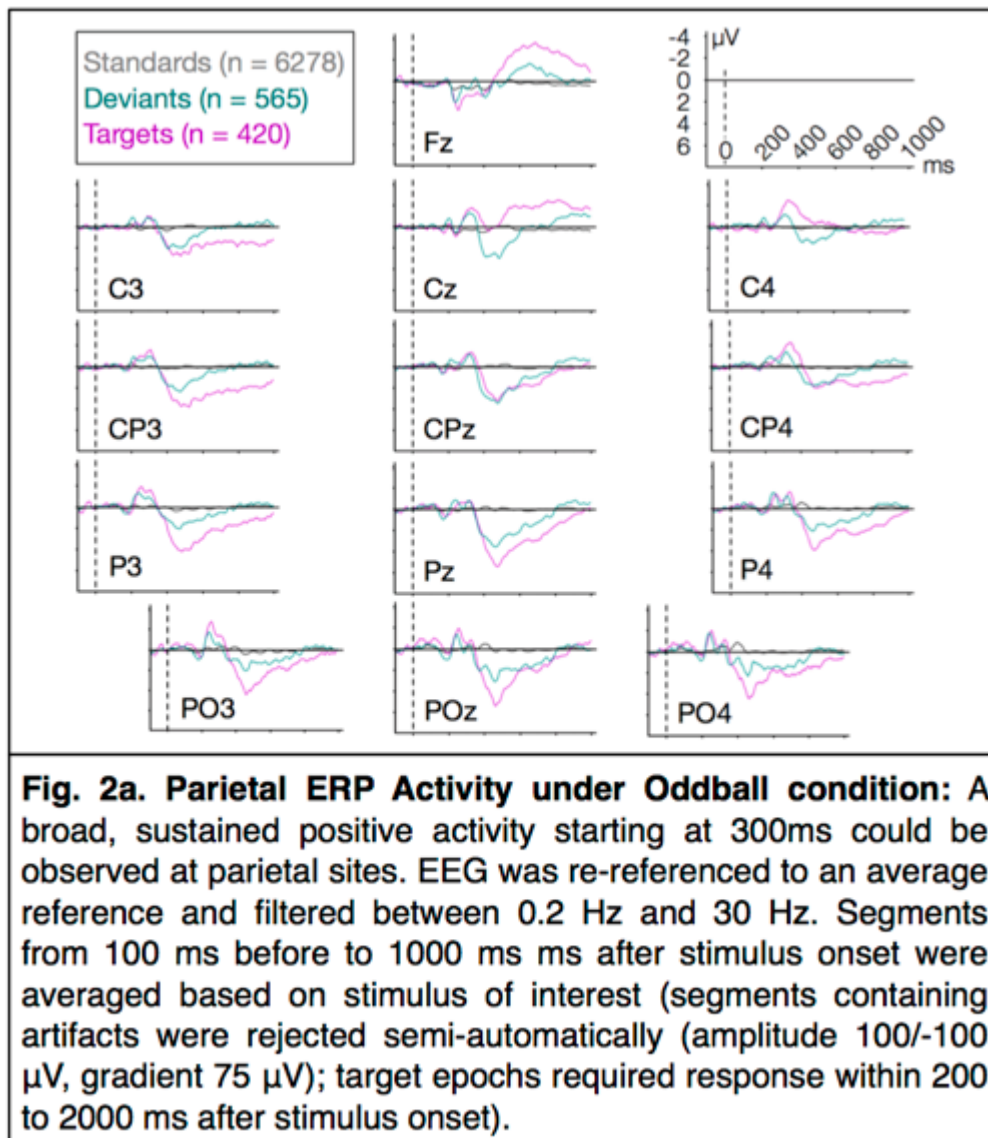 Standards (n = 6278)
Deviants (n = 565)
Targets (n = 420)
Fz
-4
-2
0
2
4
6
µV
0
200
400
600
800
1000
ms
C3
Cz
C4
CP3
CPz
CP4
P3
Pz
P4
PO3
POz
PO4
Fig. 2a. Parietal ERP Activity under Oddball condition: A
broad, sustained positive activity starting at 300ms could be
observed at parietal sites. EEG was re-referenced to an average
reference and filtered between 0.2 Hz and 30 Hz. Segments
from 100 ms before to 1000 ms ms after stimulus onset were
averaged based on stimulus of interest (segments containing
artifacts were rejected semi-automatically (amplitude 100/-100
µV, gradient 75 µV); target epochs required response within 200
to 2000 ms after stimulus onset).